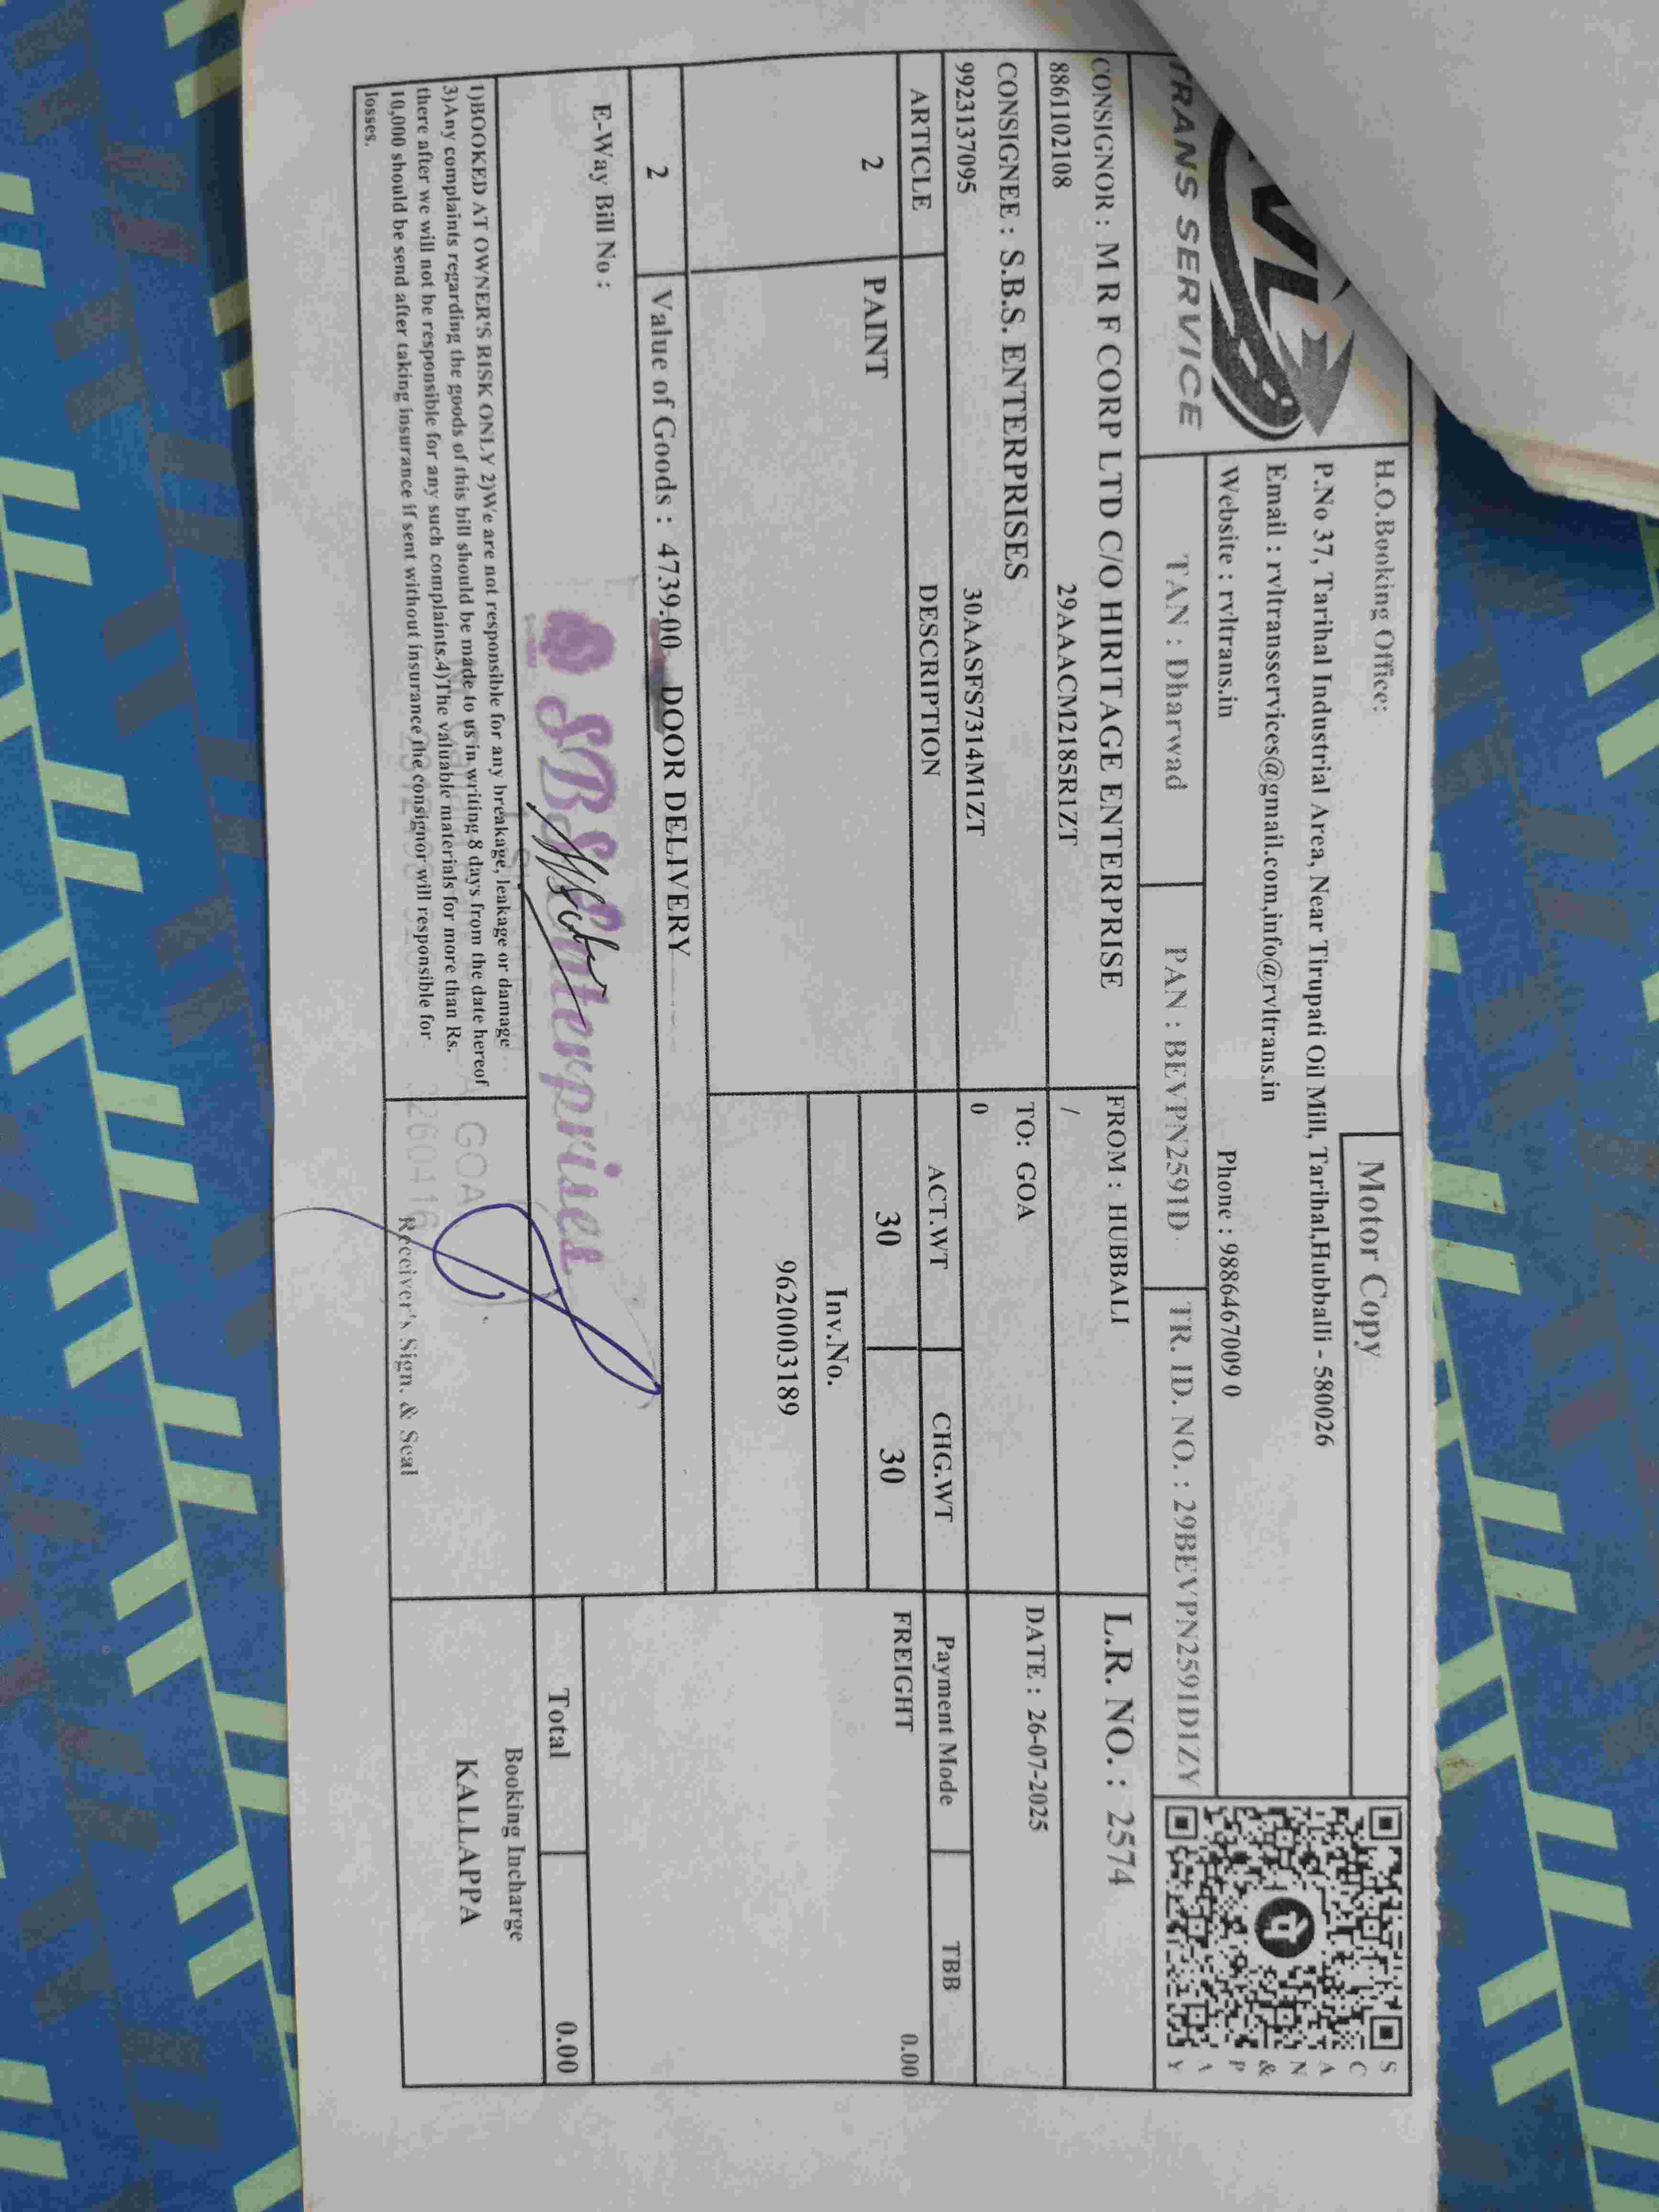 VL
TRANS SERVICE
H.O.Booking Office:
Motor Copy
P.No 37, Tarihal Industrial Area, Near Tirupati Oil Mill, Tarihal,Hubballi - 580026
Email : rvltransservices@gmail.com,info@rvltrans.in
Website : rvltrans.in Phone : 9886467009 0
SCAN & PAY
TAN : Dharwad PAN : BEVPN2591D TR. ID. NO. : 29BEVPN2591D1ZY
CONSIGNOR : M R F CORP LTD C/O HIRIT AGE ENTERPRISE FROM : HUBBALI L.R. NO. : 2574
8861102108 29AAACM2185R1ZT /
CONSIGNEE : S.B.S. ENTERPRISES TO: GOA DATE : 26-07-2025
9923137095 30AASFS7314M1ZT 0
ARTICLE DESCRIPTION ACT.WT CHG.WT Payment Mode TBB
2 PAINT 30 30 FREIGHT 0.00
Inv.No.
9620003189
2 Value of Goods : 4739.00 DOOR DELIVERY
E-Way Bill No :
SBS Enterprises
Total 0.00
1)BOOKED AT OWNER'S RISK ONLY 2)We are not responsible for any breakage, leakage or damage
3)Any complaints regarding the goods of this bill should be made to us in writing 8 days from the date hereof
there after we will not be responsible for any such complaints.4)The valuable materials for more than Rs.
10,000 should be send after taking insurance if sent without insurance the consignor will responsible for
losses.
GOA
Receiver's Sign. & Seal
Booking Incharge
KALLAPPA